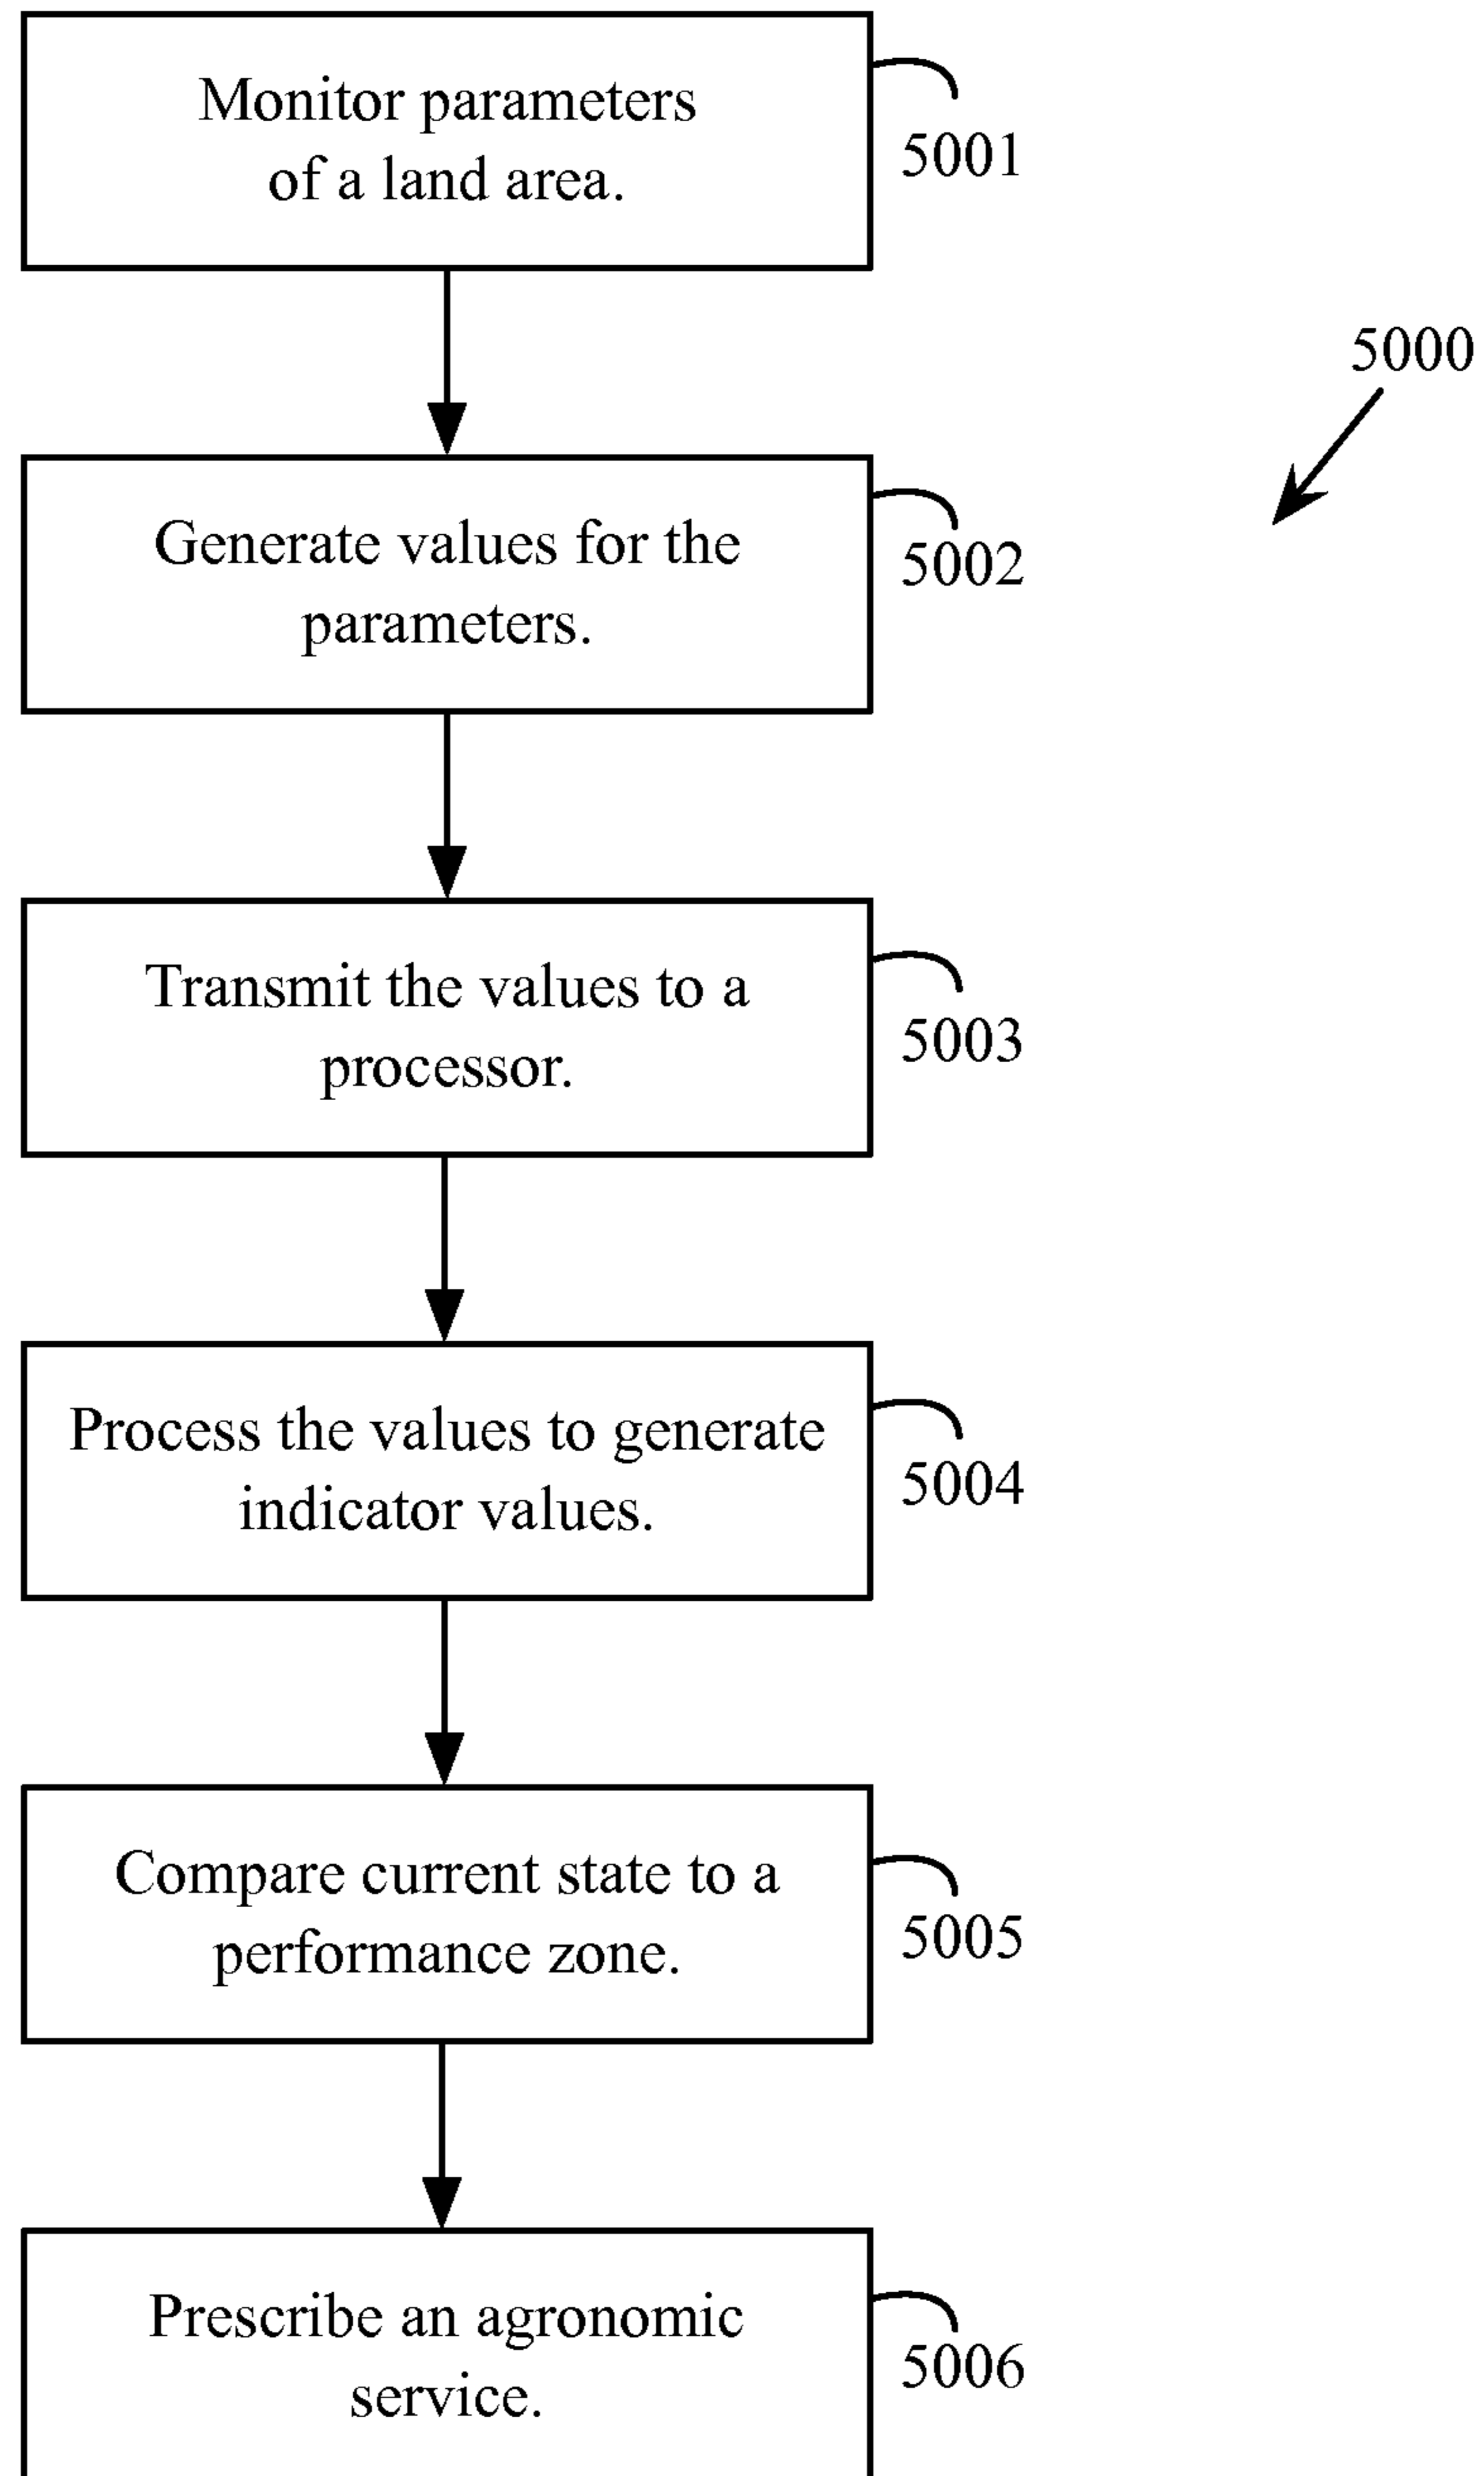 Monitor parameters
of a land area.
5001
5000
Generate values for the
parameters.
5002
Transmit the values to a
processor.
5003
Process the values to generate
indicator values.
5004
Compare current state to a
performance zone.
5005
Prescribe an agronomic
service.
5006